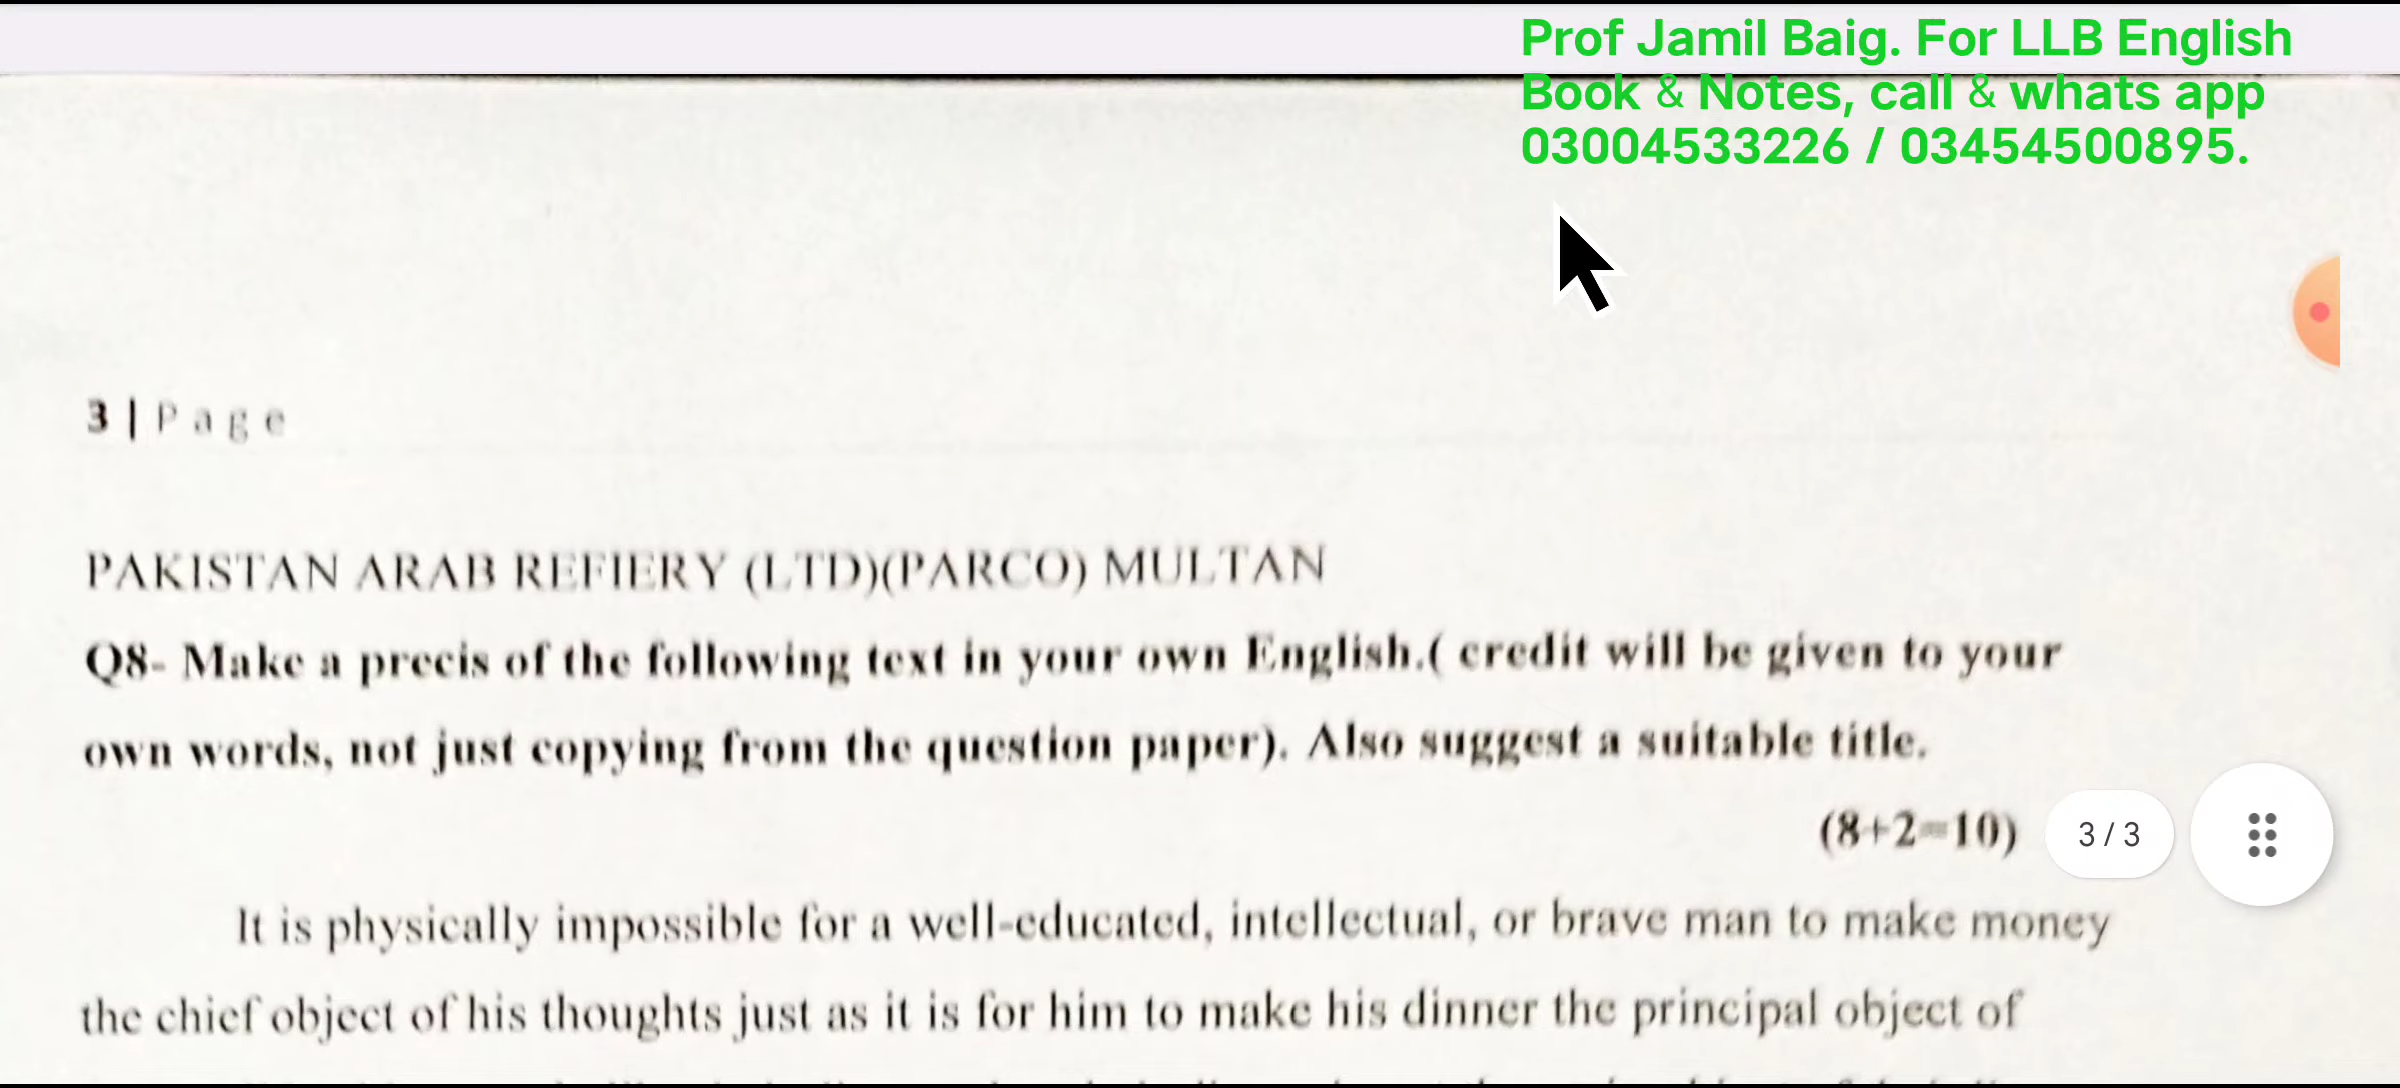 Prof Jamil Baig. For LLB English
Book & Notes, call & whats app
03004533226 / 03454500895.
3 | P a g e
PAKISTAN ARAB REFIERY (LTD)(PARCO) MULTAN
Q8- Make a precis of the following text in your own English.( credit will be given to your
own words, not just copying from the question paper). Also suggest a suitable title.
(8+2=10)
3 / 3
It is physically impossible for a well-educated, intellectual, or brave man to make money
the chief object of his thoughts just as it is for him to make his dinner the principal object of